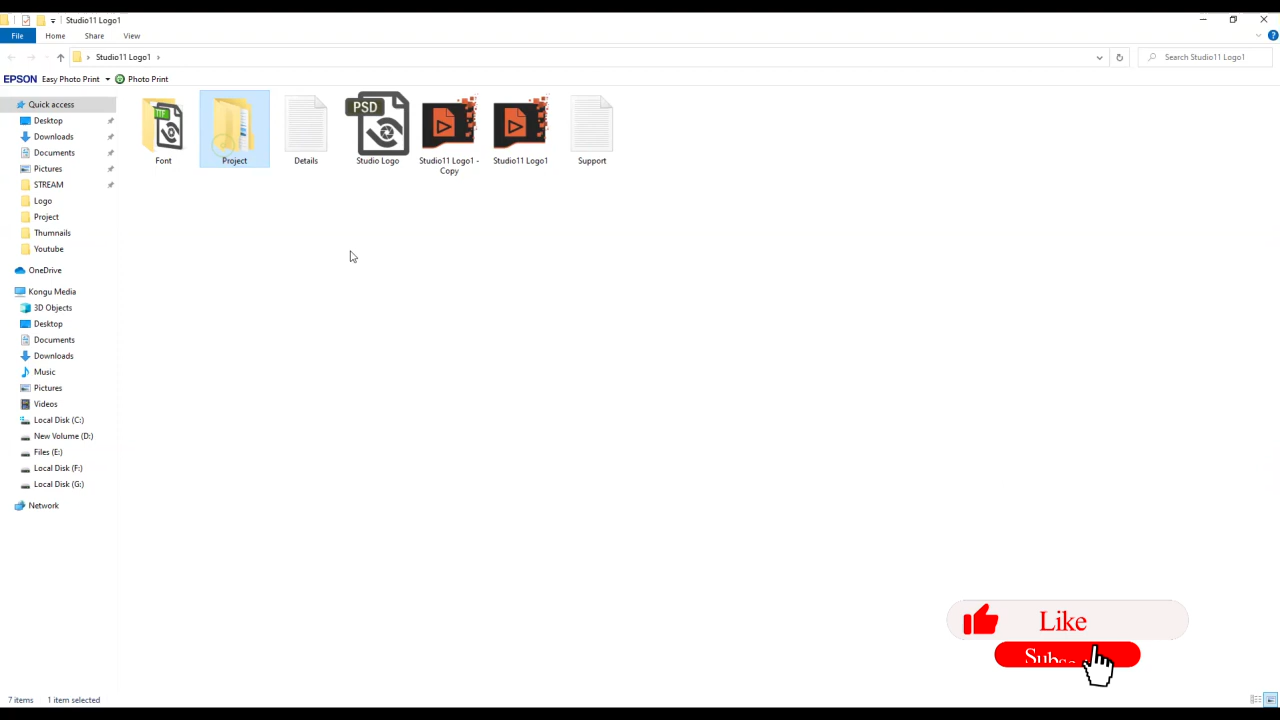 Studio11 Logo1
File
Home
Share
View
Studio11 Logo1
Search Studio11 Logo1
EPSON
Easy Photo Print
Photo Print
Quick access
Desktop
Downloads
Documents
Pictures
STREAM
Logo
Project
Thumnails
Youtube
OneDrive
Kongu Media
3D Objects
Desktop
Documents
Downloads
Music
Pictures
Videos
Local Disk (C:)
New Volume (D:)
Files (E:)
Local Disk (F:)
Local Disk (G:)
Network
TIF
Font
Project
Details
PSD
Studio Logo
Studio11 Logo1 -
Copy
Studio11 Logo1
Support
Like
7 items
1 item selected